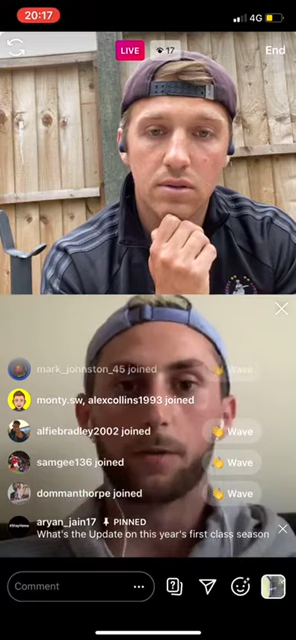 20:17
4G
LIVE
17
End
mark_johnston_45 joined
Wave
monty.sw, alexcollins1993 joined
alfiebradley2002 joined
Wave
samgee136 joined
Wave
dommanthorpe joined
Wave
aryan_jain17 PINNED
What's the Update on this year's first class season
Comment